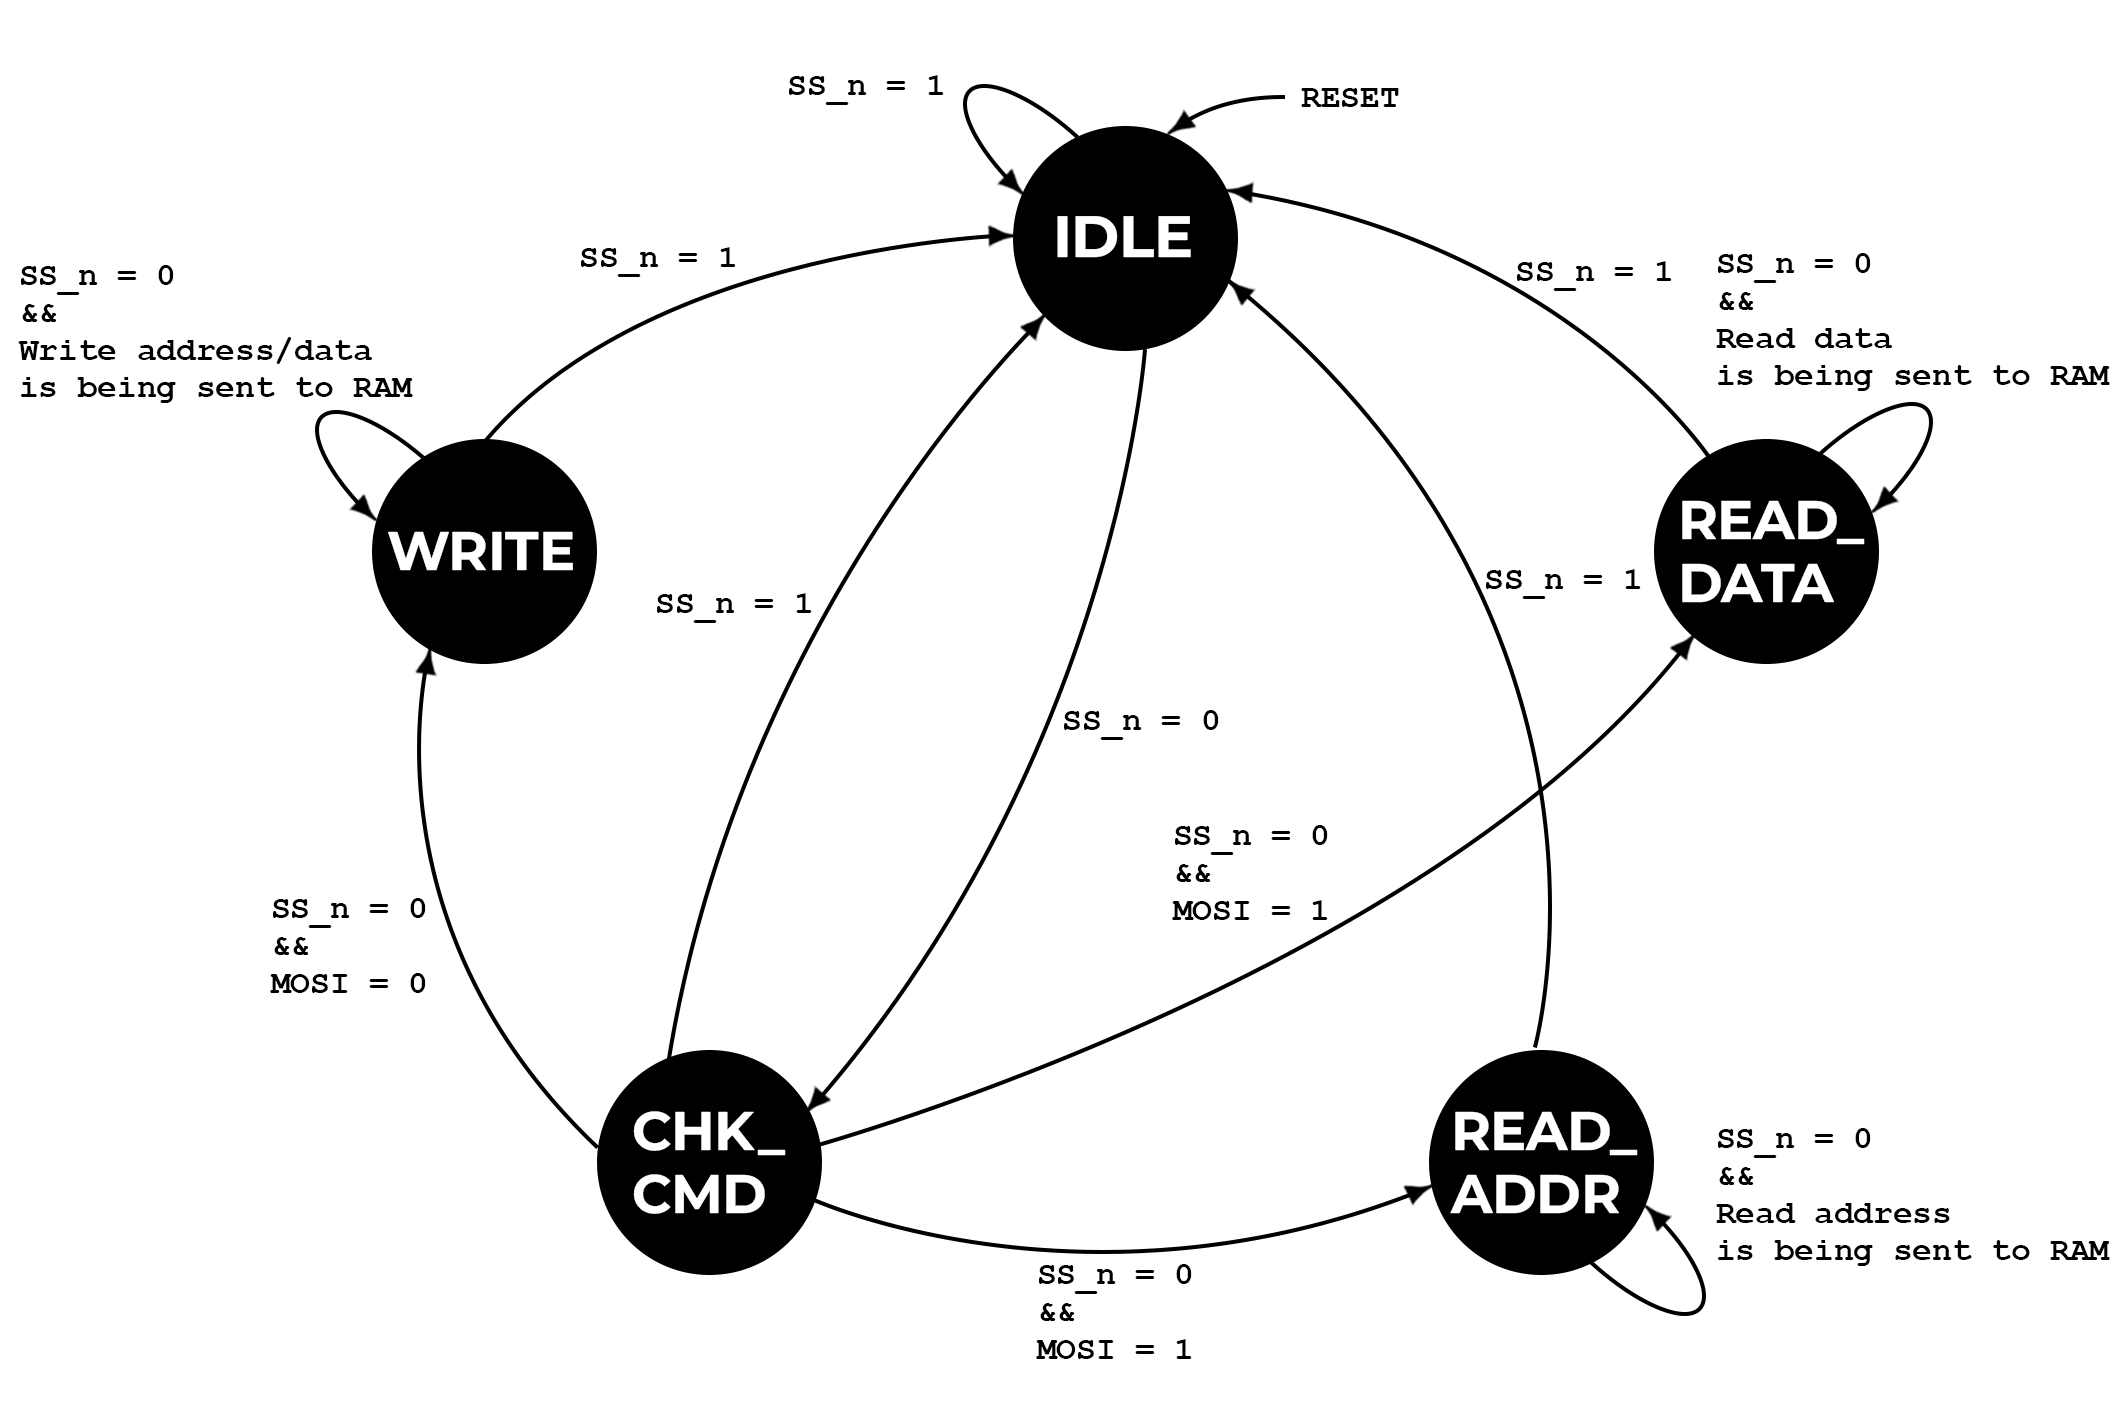 SS_n = 1
RESET
IDLE
SS_n = 1
SS_n = 0
&&
Write address/data
is being sent to RAM
SS_n = 1
SS_n = 0
&&
Read data
is being sent to RAM
WRITE
READ_
DATA
SS_n = 1
SS_n = 1
SS_n = 0
SS_n = 0
&&
MOSI = 1
SS_n = 0
&&
MOSI = 0
CHK_
CMD
READ_
ADDR
SS_n = 0
&&
Read address
is being sent to RAM
SS_n = 0
&&
MOSI = 1